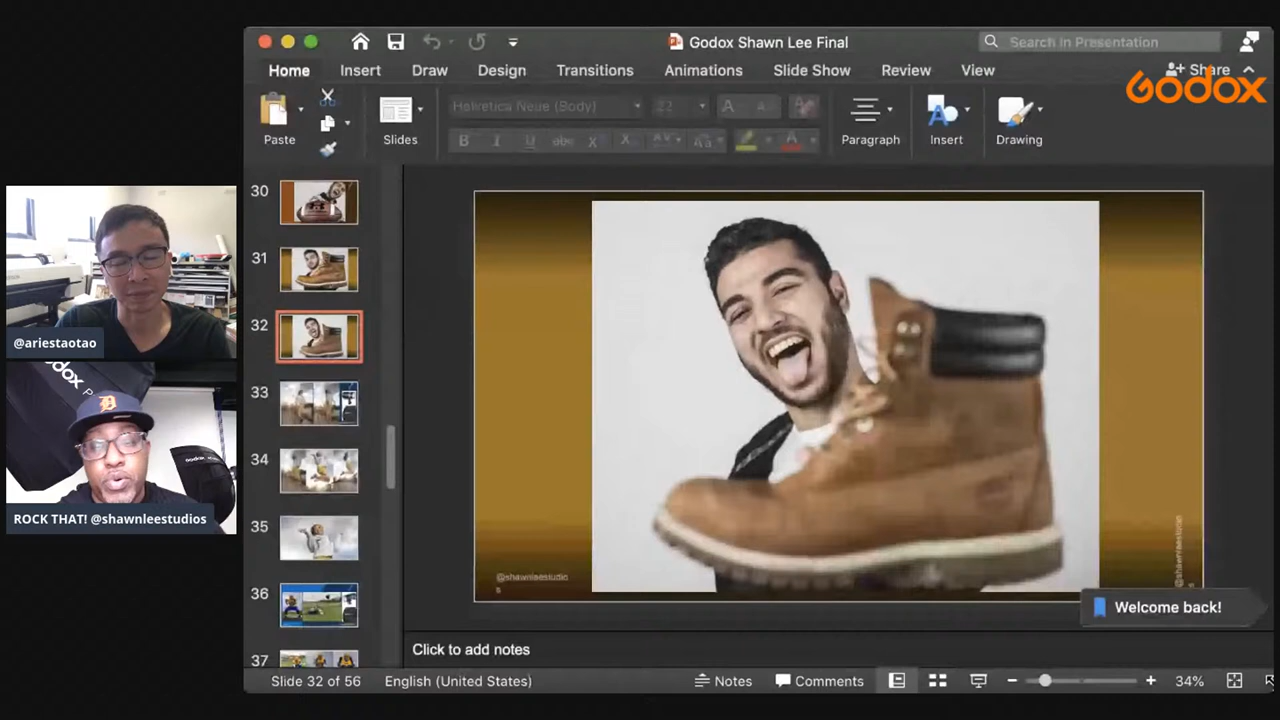 Godox Shawn Lee Final
Search in Presentation
Home Insert Draw Design Transitions Animations Slide Show Review View Share
Godox
Helvetica Neue (Body) 22
Paste Slides Paragraph Insert Drawing
30
31
32
33
34
35
36
37
@ariestaotao
Godox
ROCK THAT! @shawnleestudios
Welcome back!
Click to add notes
Slide 32 of 56 English (United States) Notes Comments 34%